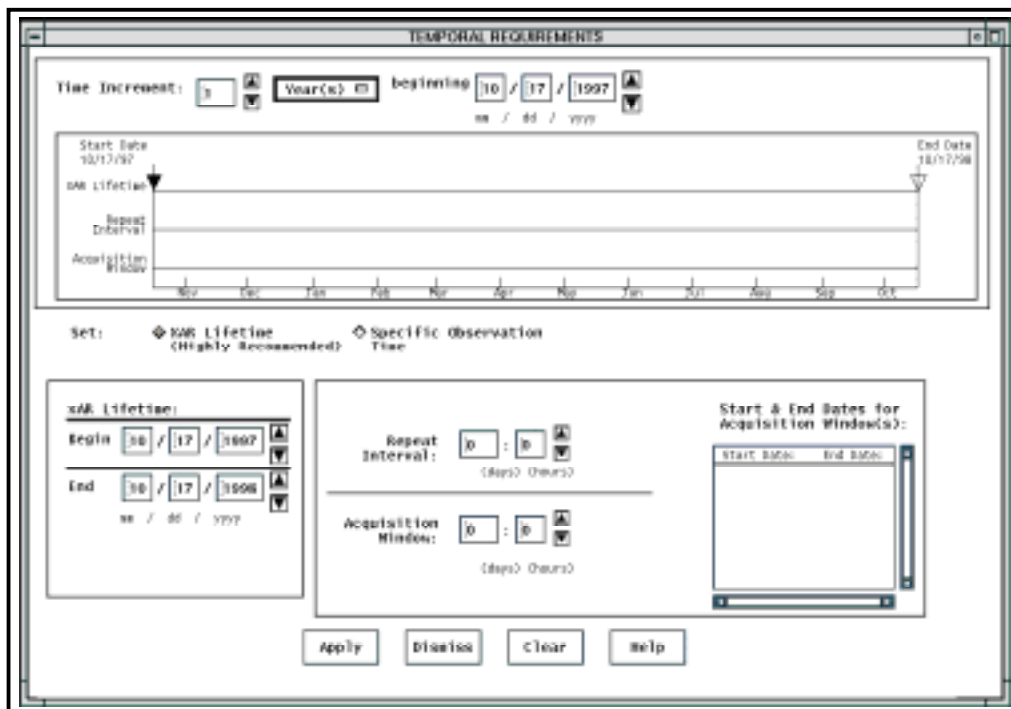 TEMPORAL REQUIREMENTS
Time Increment: 1 Year(s) beginning 10 / 17 / 1997
mm / dd / yyyy
Start Date
10/17/97
End Date
10/17/98
xAR Lifetime
Repeat
Interval
Acquisition
Window
Nov Dec Jan Feb Mar Apr May Jun Jul Aug Sep Oct
Set: XAR Lifetime
(Highly Recommended)
Specific Observation
Time
xAR Lifetime:
Begin 10 / 17 / 1997
End 10 / 17 / 1998
mm / dd / yyyy
Repeat
Interval: 0 : 0
(days) (hours)
Acquisition
Window: 0 : 0
(days) (hours)
Start & End Dates for
Acquisition Window(s):
Start Date: End Date:
Apply Dismiss Clear Help